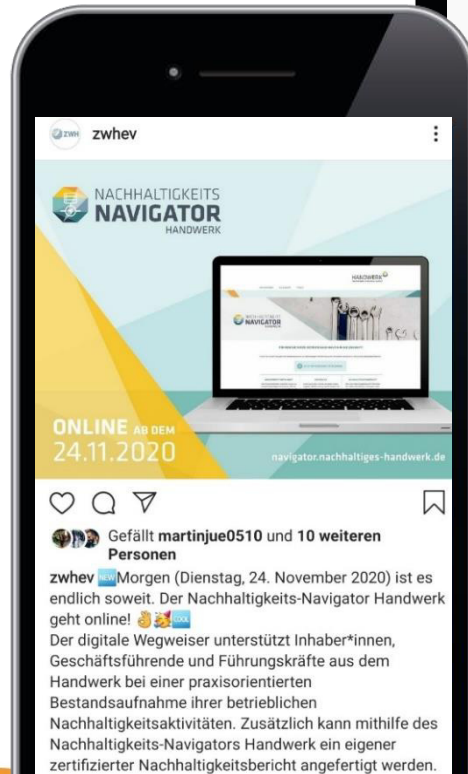 ZWH zwhev
NACHHALTIGKEITS
NAVIGATOR
HANDWERK
HANDWERK
NAVIGATOR
ONLINE AB DEM
24.11.2020
navigator.nachhaltiges-handwerk.de
Gefällt martinjue0510 und 10 weiteren
Personen
zwhev 🆕Morgen (Dienstag, 24. November 2020) ist es
endlich soweit. Der Nachhaltigkeits-Navigator Handwerk
geht online! 👌🥳🆒
Der digitale Wegweiser unterstützt Inhaber*innen,
Geschäftsführende und Führungskräfte aus dem
Handwerk bei einer praxisorientierten
Bestandsaufnahme ihrer betrieblichen
Nachhaltigkeitsaktivitäten. Zusätzlich kann mithilfe des
Nachhaltigkeits-Navigators Handwerk ein eigener
zertifizierter Nachhaltigkeitsbericht angefertigt werden.